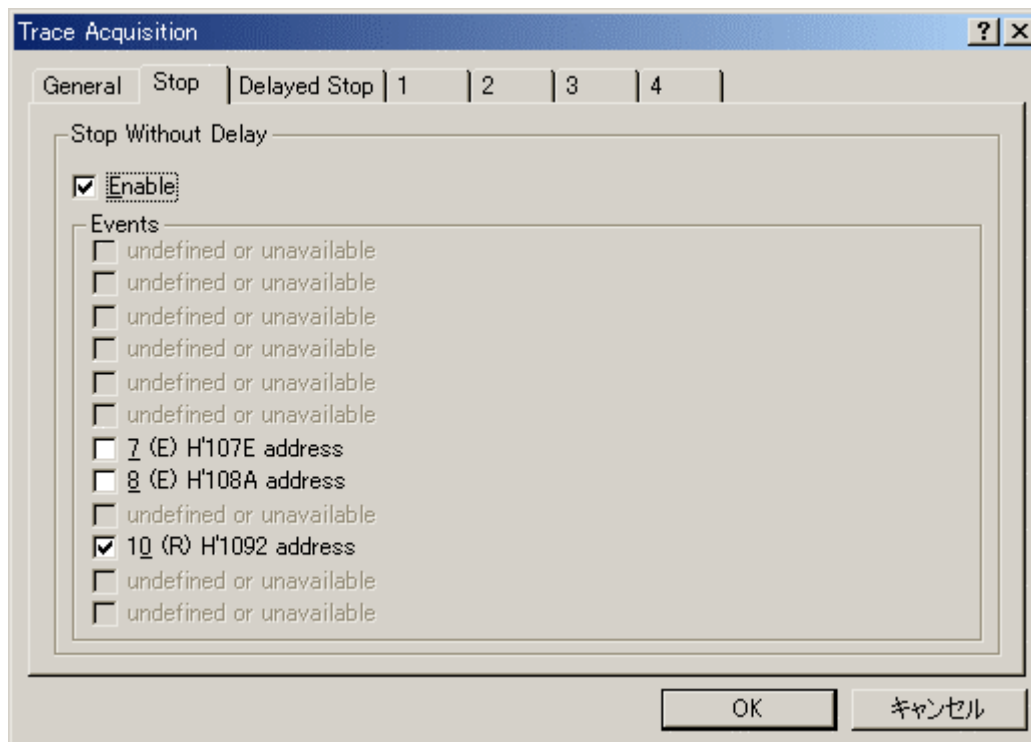 Trace Acquisition
General Stop Delayed Stop 1 2 3 4
Stop Without Delay
Enable
Events
undefined or unavailable
undefined or unavailable
undefined or unavailable
undefined or unavailable
undefined or unavailable
undefined or unavailable
7 (E) H'107E address
8 (E) H'108A address
undefined or unavailable
10 (R) H'1092 address
undefined or unavailable
undefined or unavailable
OK キャンセル